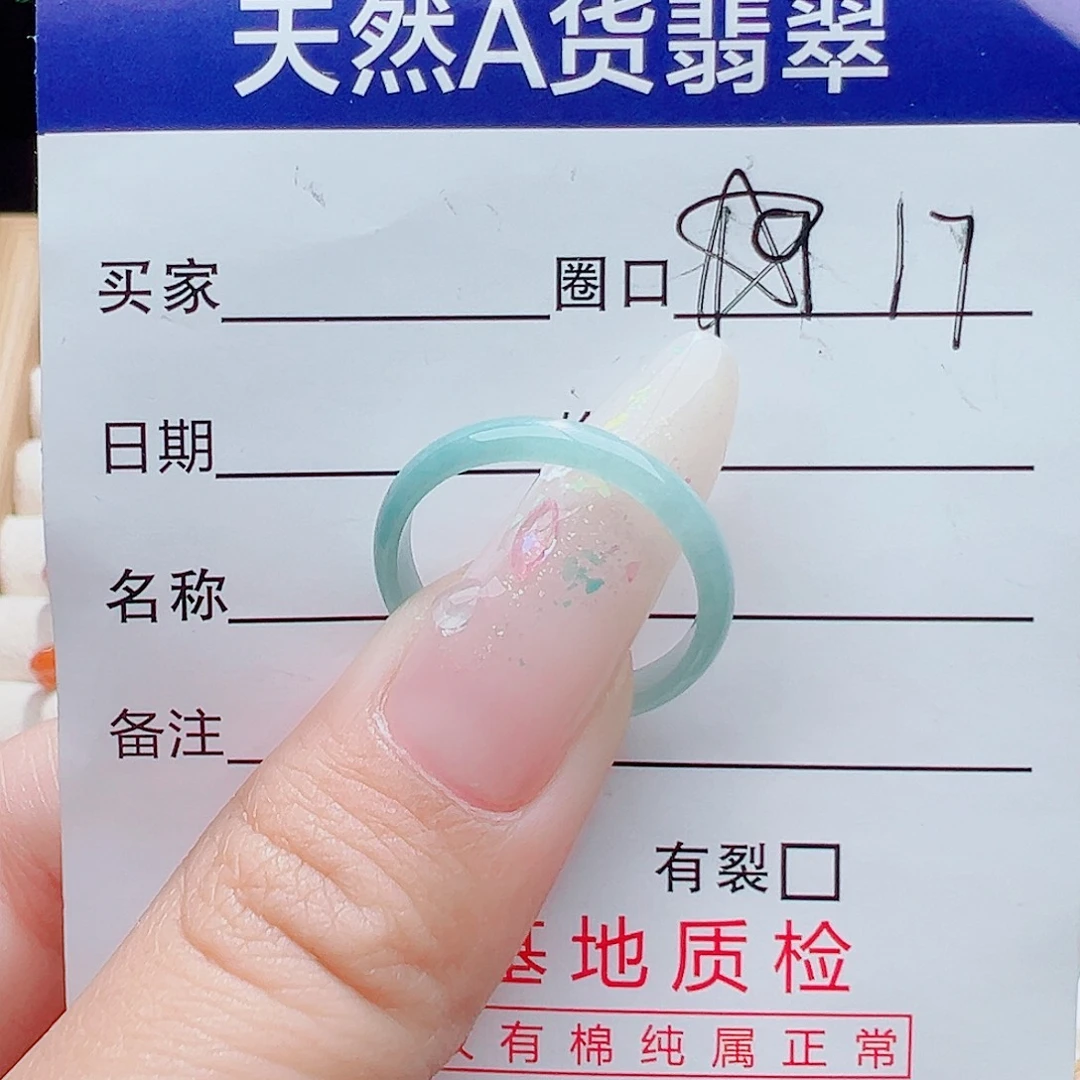 天然A货翡翠
买家 圈口 17
日期
名称
备注
有裂
地质检
有棉纯属正常